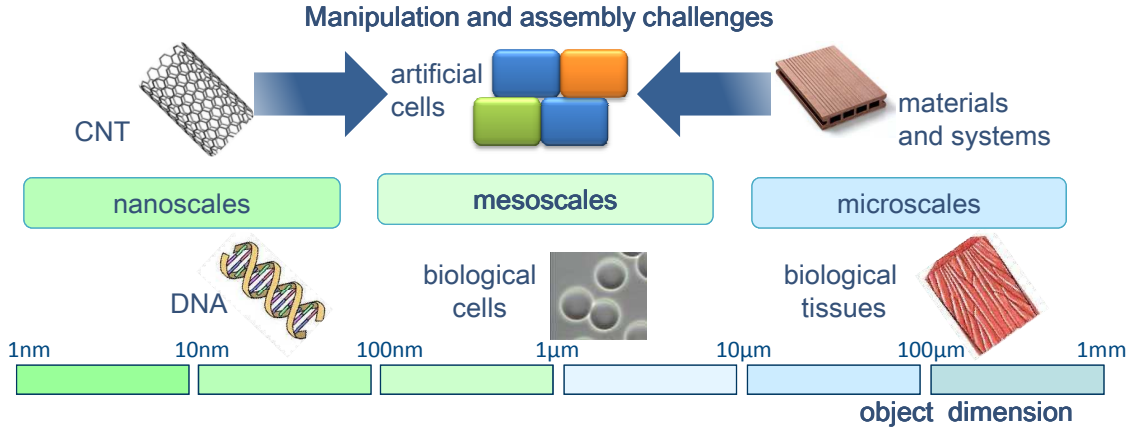 Manipulation and assembly challenges
CNT
artificial
cells
materials
and systems
nanoscales
mesoscales
microscales
DNA
biological
cells
biological
tissues
1nm
10nm
100nm
1µm
10µm
100µm
1mm
object dimension